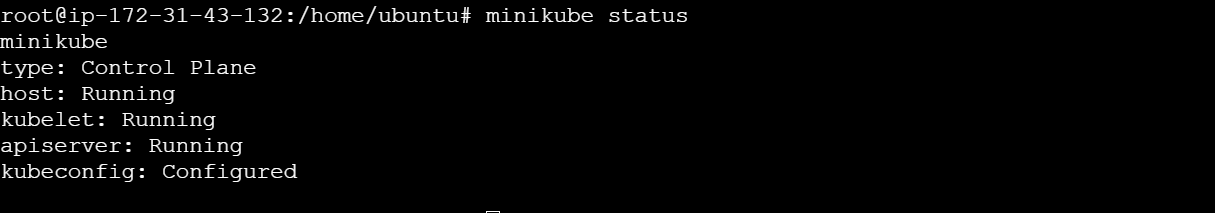 root@ip-172-31-43-132:/home/ubuntu# minikube status
minikube
type: Control Plane
host: Running
kubelet: Running
apiserver: Running
kubeconfig: Configured